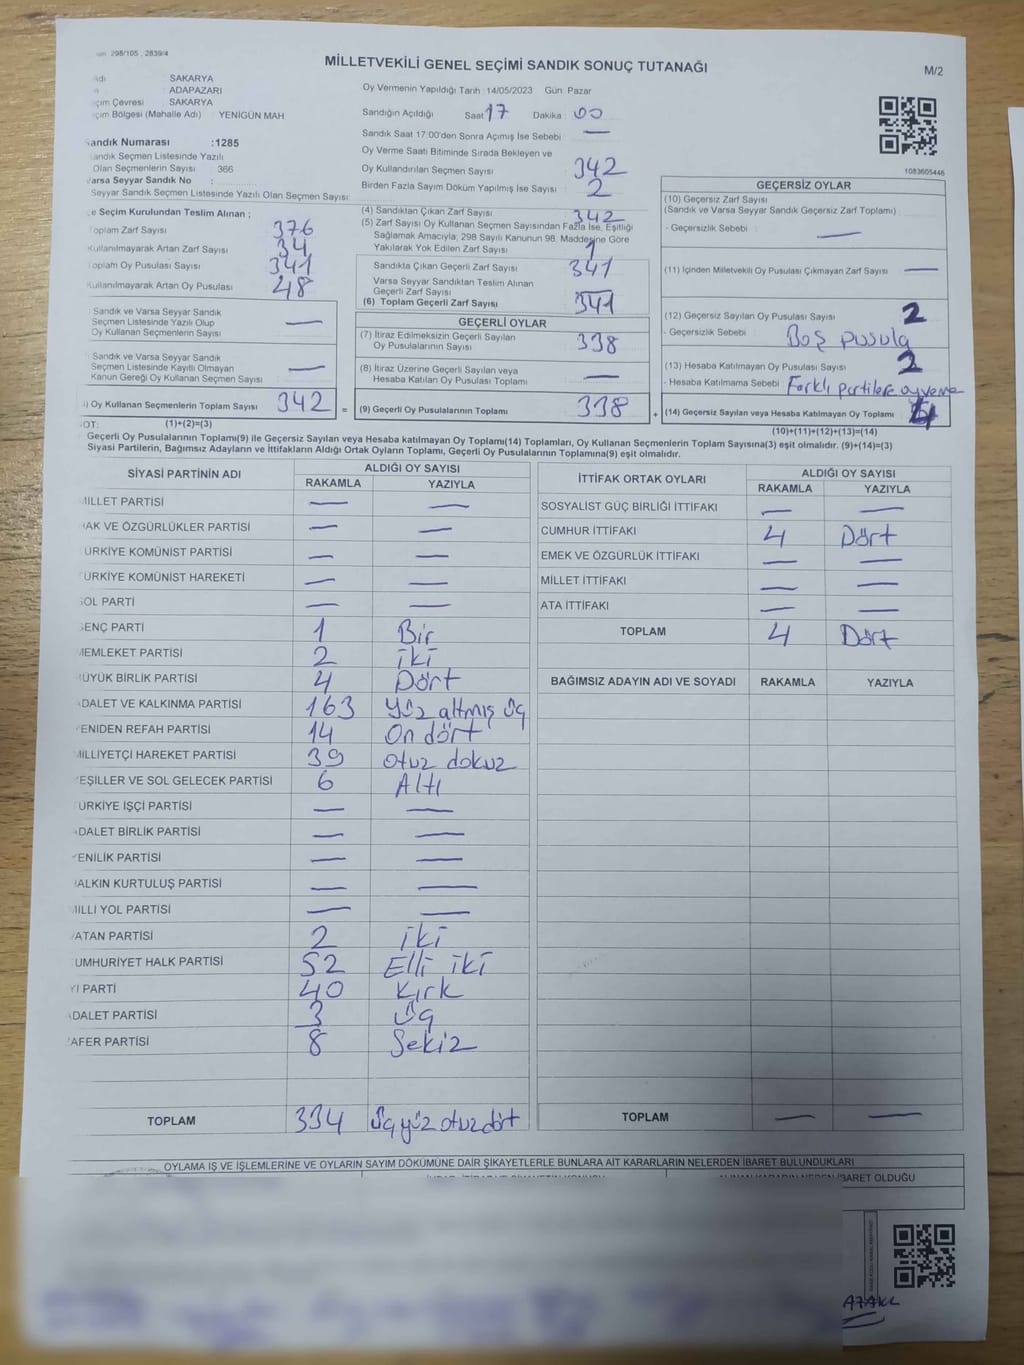 298/105 , 2839/4
MİLLETVEKİLİ GENEL SEÇİMİ SANDIK SONUÇ TUTANAĞI
M/2
SAKARYA
ADAPAZARI
çim Çevresi : SAKARYA
çim Bölgesi (Mahalle Adı) : YENİGÜN MAH
Sandık Numarası :1285
andık Seçmen Listesinde Yazılı
Olan Seçmenlerin Sayısı : 366
Varsa Seyyar Sandık No :
Seyyar Sandık Seçmen Listesinde Yazılı Olan Seçmen Sayısı:
e Seçim Kurulundan Teslim Alınan ;
Toplam Zarf Sayısı 376
Kullanılmayarak Artan Zarf Sayısı : 34
Toplam Oy Pusulası Sayısı : 341
Kullanılmayarak Artan Oy Pusulası : 48
Sandık ve Varsa Seyyar Sandık
Seçmen Listesinde Yazılı Olup
Oy Kullanan Seçmenlerin Sayısı : —
Sandık ve Varsa Seyyar Sandık
Seçmen Listesinde Kayıtlı Olmayan
Kanun Gereği Oy Kullanan Seçmen Sayısı : —
) Oy Kullanan Seçmenlerin Toplam Sayısı 342 =
Oy Vermenin Yapıldığı Tarih :14/05/2023 Gün: Pazar
Sandığın Açıldığı Saat: 17 Dakika : 00
Sandık Saat 17:00'den Sonra Açımış İse Sebebi : —
Oy Verme Saati Bitiminde Sırada Bekleyen ve
Oy Kullandırılan Seçmen Sayısı : 342
Birden Fazla Sayım Döküm Yapılmış İse Sayısı : 2
(4) Sandıktan Çıkan Zarf Sayısı : 342
(5) Zarf Sayısı Oy Kullanan Seçmen Sayısından Fazla İse, Eşitliği
Sağlamak Amacıyla; 298 Sayılı Kanunun 98. Maddesine Göre
Yakılarak Yok Edilen Zarf Sayısı : 1
Sandıkta Çıkan Geçerli Zarf Sayısı : 341
Varsa Seyyar Sandıktan Teslim Alınan
Geçerli Zarf Sayısı :
(6) Toplam Geçerli Zarf Sayısı : 341
GEÇERLİ OYLAR
(7) İtiraz Edilmeksizin Geçerli Sayılan
Oy Pusulalarının Sayısı : 338
(8) İtiraz Üzerine Geçerli Sayılan veya
Hesaba Katılan Oy Pusulası Toplamı : —
(9) Geçerli Oy Pusulalarının Toplamı : 338 +
1083605446
GEÇERSİZ OYLAR
(10) Geçersiz Zarf Sayısı
(Sandık ve Varsa Seyyar Sandık Geçersiz Zarf Toplamı) :
- Geçersizlik Sebebi : —
(11) İçinden Milletvekili Oy Pusulası Çıkmayan Zarf Sayısı : —
(12) Geçersiz Sayılan Oy Pusulası Sayısı : 2
- Geçersizlik Sebebi : Boş pusula
(13) Hesaba Katılmayan Oy Pusulası Sayısı : 2
- Hesaba Katılmama Sebebi : Farklı partilere oy verme
(14) Geçersiz Sayılan veya Hesaba Katılmayan Oy Pusulası Toplamı : 4
(1)+(2)=(3) (10)+(11)+(12)+(13)=(14)
Geçerli Oy Pusulalarının Toplamı(9) ile Geçersiz Sayılan veya Hesaba katılmayan Oy Toplamı(14) Toplamları, Oy Kullanan Seçmenlerin Toplam Sayısına(3) eşit olmalıdır. (9)+(14)=(3)
Siyasi Partilerin, Bağımsız Adayların ve İttifakların Aldığı Ortak Oyların Toplamı, Geçerli Oy Pusulalarının Toplamına(9) eşit olmalıdır.
SİYASİ PARTİNİN ADI ALDIĞI OY SAYISI
RAKAMLA YAZIYLA
MİLLET PARTİSİ — —
AK VE ÖZGÜRLÜKLER PARTİSİ — —
ÜRKİYE KOMÜNİST PARTİSİ — —
ÜRKİYE KOMÜNİST HAREKETİ — —
SOL PARTİ — —
GENÇ PARTİ 1 Bir
MEMLEKET PARTİSİ 2 iki
ÜYÜK BİRLİK PARTİSİ 4 Dört
ADALET VE KALKINMA PARTİSİ 163 Yüz altmış üç
YENİDEN REFAH PARTİSİ 14 On dört
MİLLİYETÇİ HAREKET PARTİSİ 39 otuz dokuz
YEŞİLLER VE SOL GELECEK PARTİSİ 6 Altı
ÜRKİYE İŞÇİ PARTİSİ — —
ADALET BİRLİK PARTİSİ — —
YENİLİK PARTİSİ — —
HALKIN KURTULUŞ PARTİSİ — —
MİLLİ YOL PARTİSİ — —
VATAN PARTİSİ 2 iki
UMHURİYET HALK PARTİSİ 52 Elli iki
Yİ PARTİ 40 Kırk
ADALET PARTİSİ 3 üç
ZAFER PARTİSİ 8 Sekiz
TOPLAM 334 Üç yüz otuz dört
İTTİFAK ORTAK OYLARI ALDIĞI OY SAYISI
RAKAMLA YAZIYLA
SOSYALİST GÜÇ BİRLİĞİ İTTİFAKI — —
CUMHUR İTTİFAKI 4 Dört
EMEK VE ÖZGÜRLÜK İTTİFAKI — —
MİLLET İTTİFAKI — —
ATA İTTİFAKI — —
TOPLAM 4 Dört
BAĞIMSIZ ADAYIN ADI VE SOYADI RAKAMLA YAZIYLA
TOPLAM — —
OYLAMA İŞ VE İŞLEMLERİNE VE OYLARIN SAYIM DÖKÜMÜNE DAİR ŞİKAYETLERLE BUNLARA AİT KARARLARIN NELERDEN İBARET BULUNDUKLARI
İBARET OLDUĞU